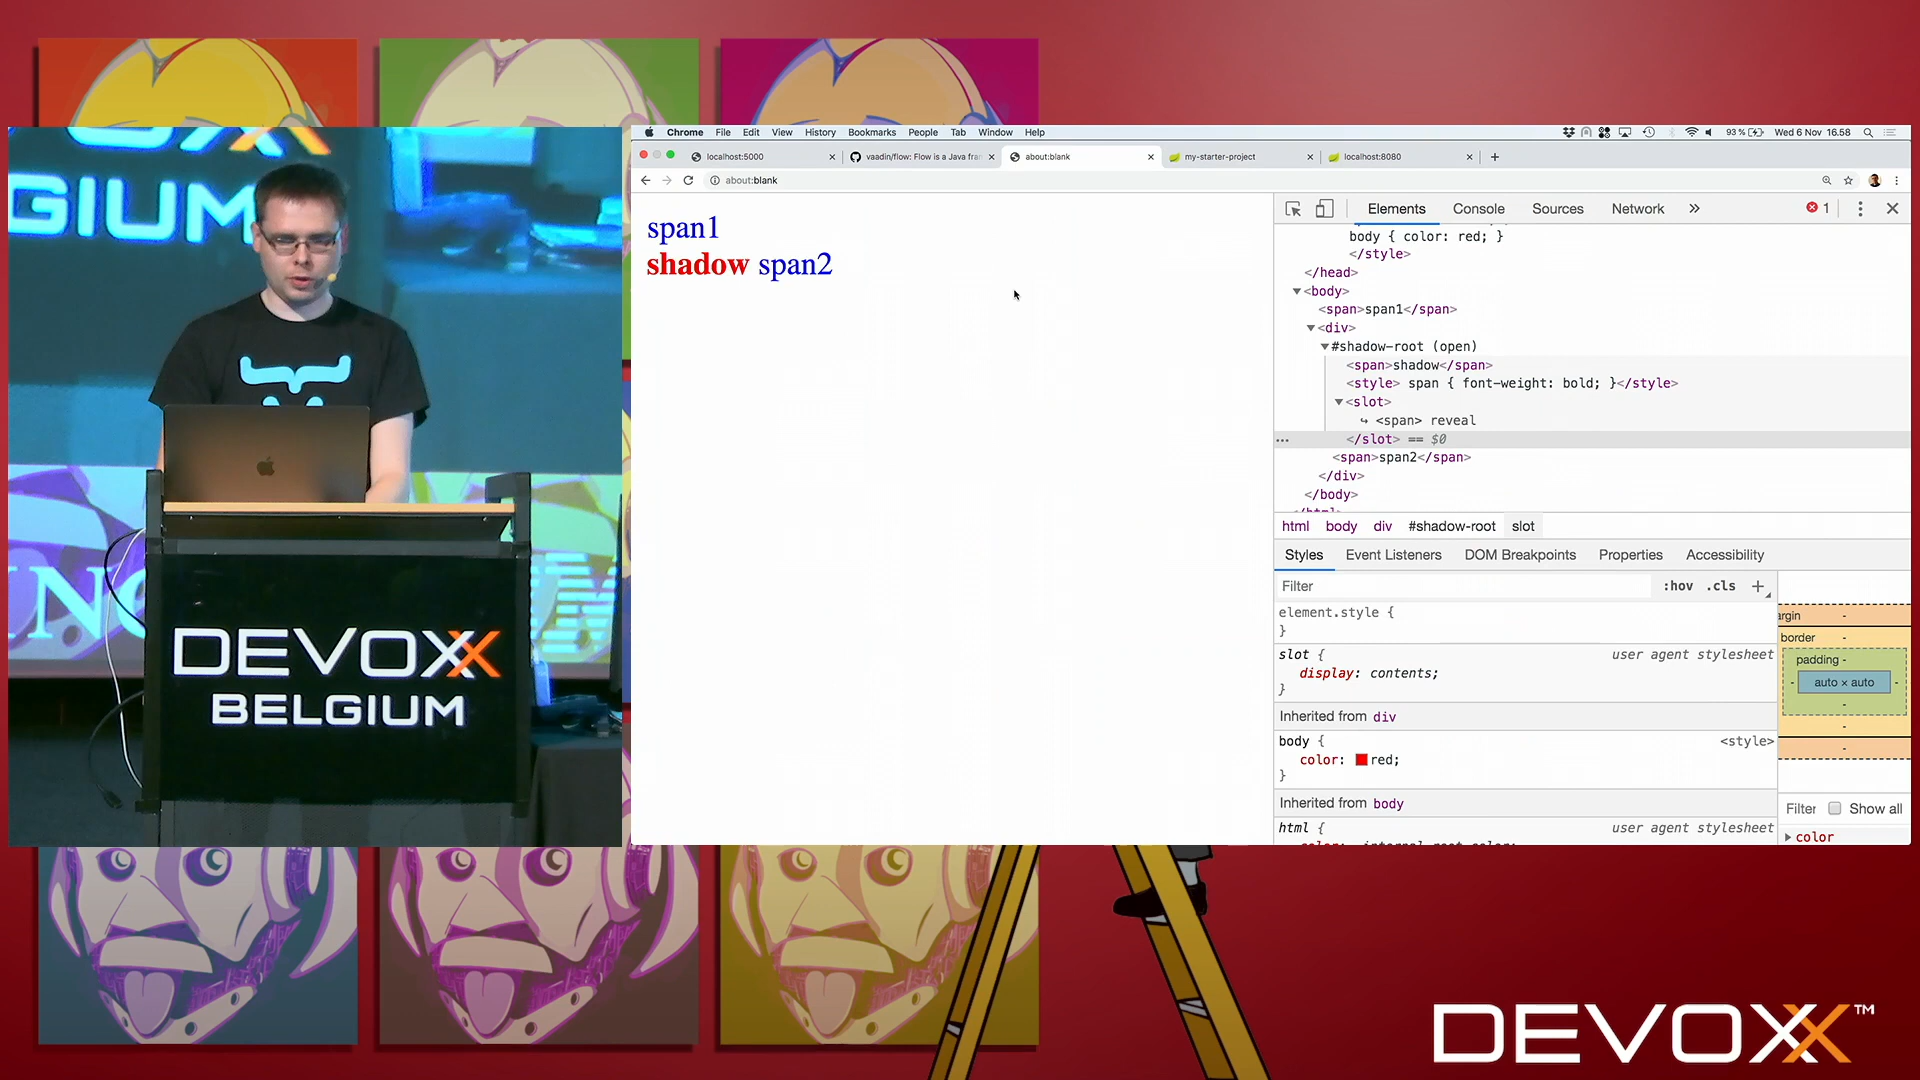 GIUM
DEVOXX
BELGIUM
Chrome File Edit View History Bookmarks People Tab Window Help
93 % Wed 6 Nov 16.58
localhost:5000
vaadin/flow: Flow is a Java fra
about:blank
my-starter-project
localhost:8080
about:blank
span1
shadow span2
Elements Console Sources Network » 1
body { color: red; }
</style>
</head>
<body>
<span>span1</span>
<div>
#shadow-root (open)
<span>shadow</span>
<style> span { font-weight: bold; }</style>
<slot>
↪ <span> reveal
… </slot> == $0
<span>span2</span>
</div>
</body>
html body div #shadow-root slot
Styles Event Listeners DOM Breakpoints Properties Accessibility
Filter :hov .cls +
element.style {
}
slot { user agent stylesheet
display: contents;
}
Inherited from div
body { <style>
color: red;
}
Inherited from body
html { user agent stylesheet
argin -
border -
padding -
- auto × auto -
-
-
-
Filter Show all
color
DEVOXX™